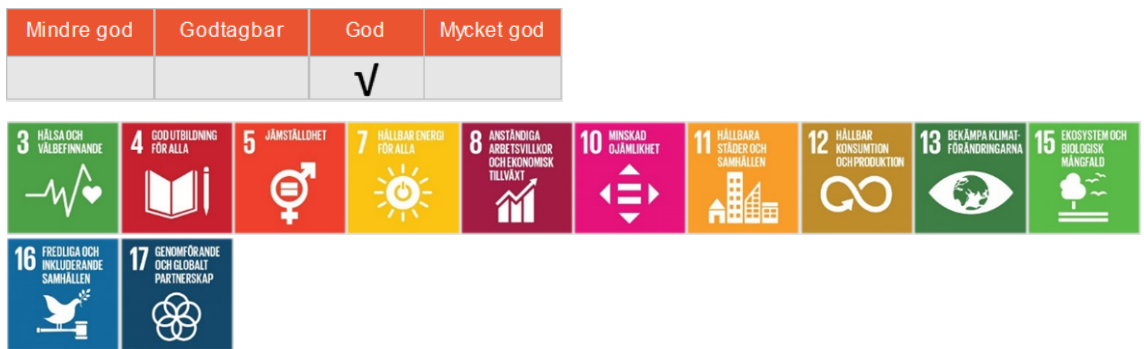 Mindre god Godtagbar God Mycket god
√
3 HÄLSA OCH
VÄLBEFINNANDE
4 GOD UTBILDNING
FÖR ALLA
5 JÄMSTÄLLDHET
7 HÅLLBAR ENERGI
FÖR ALLA
8 ANSTÄNDIGA
ARBETSVILLKOR
OCH EKONOMISK
TILLVÄXT
10 MINSKAD
OJÄMLIKHET
11 HÅLLBARA
STÄDER OCH
SAMHÄLLEN
12 HÅLLBAR
KONSUMTION
OCH PRODUKTION
13 BEKÄMPA KLIMAT-
FÖRÄNDRINGARNA
15 EKOSYSTEM OCH
BIOLOGISK
MÅNGFALD
16 FREDLIGA OCH
INKLUDERANDE
SAMHÄLLEN
17 GENOMFÖRANDE
OCH GLOBALT
PARTNERSKAP